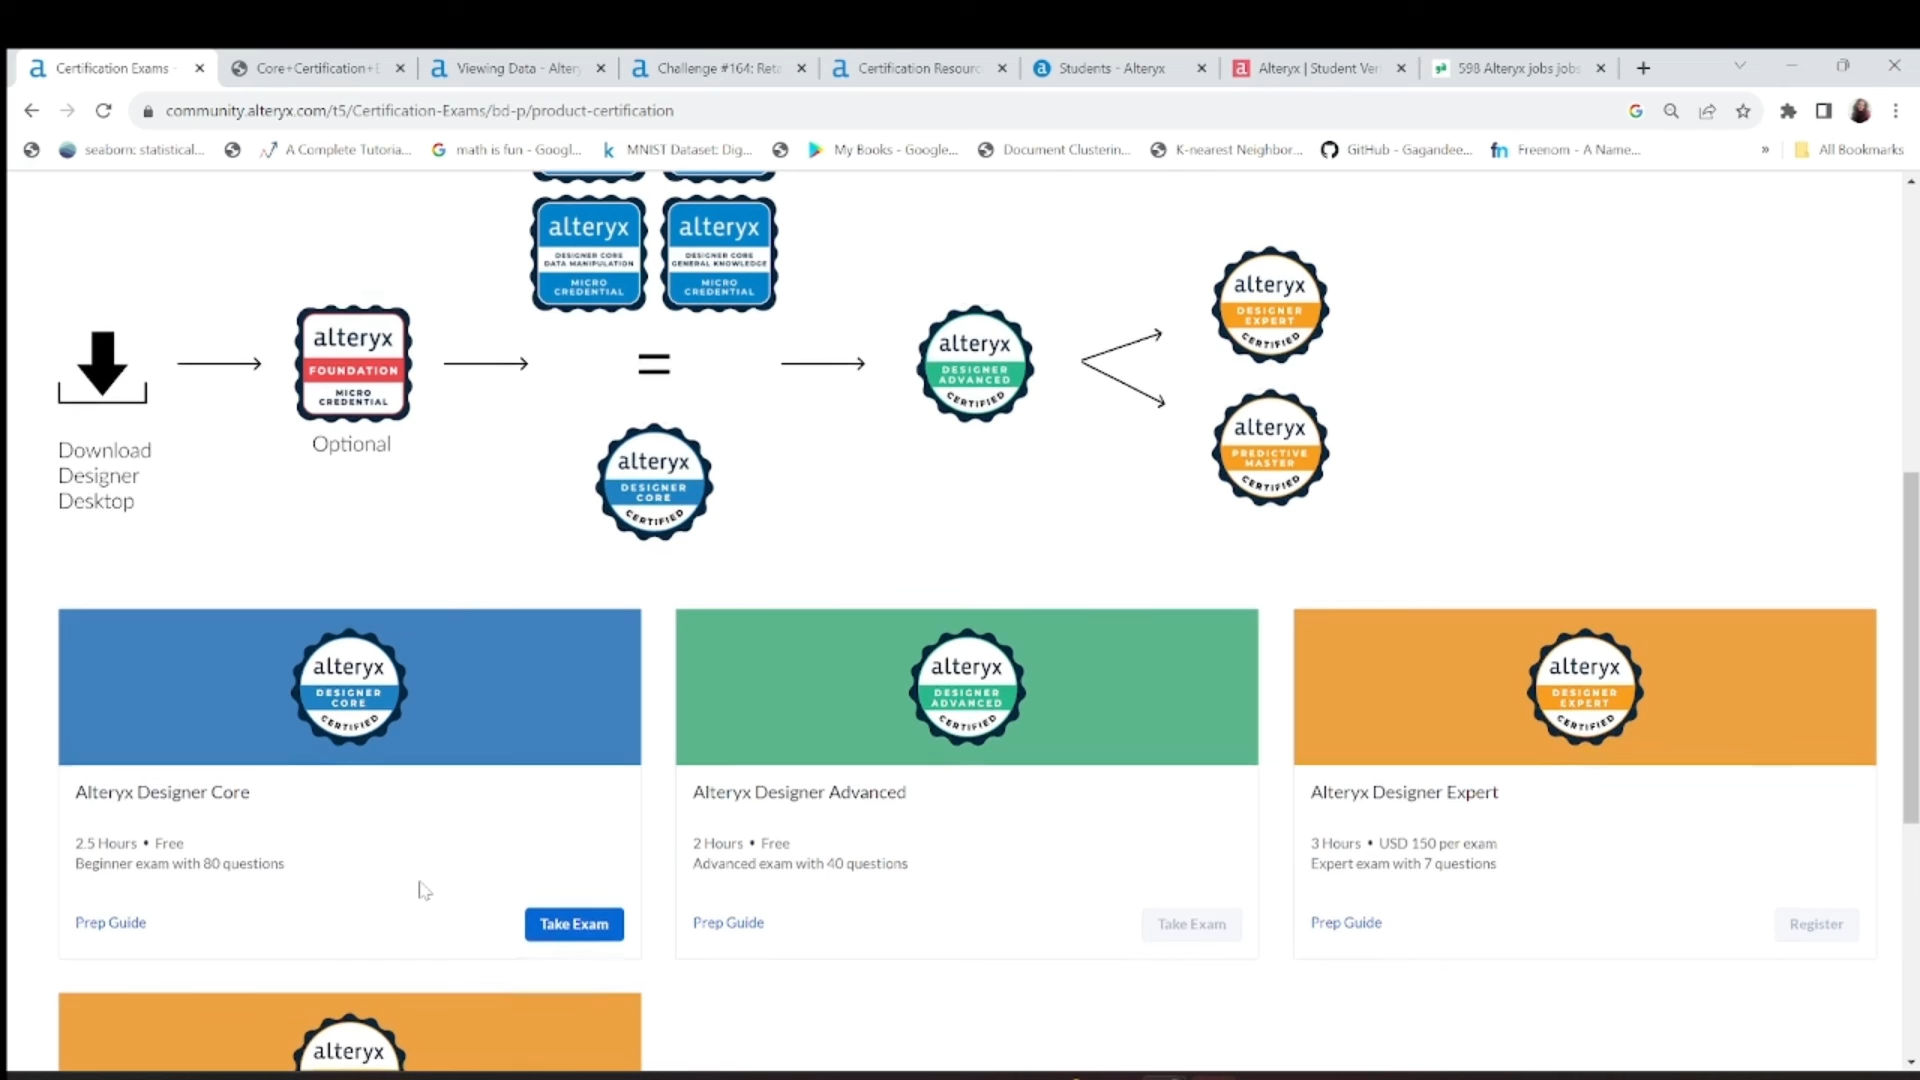 Certification Exams -
Core+Certification+E
Viewing Data - Altery
Challenge #164: Reta
Certification Resourc
Students - Alteryx
Alteryx | Student Ver
598 Alteryx jobs jobs
community.alteryx.com/t5/Certification-Exams/bd-p/product-certification
seaborn: statistical...
A Complete Tutoria...
math is fun - Googl...
MNIST Dataset: Dig...
My Books - Google...
Document Clusterin...
K-nearest Neighbor...
GitHub - Gagandee...
Freenom - A Name...
»
All Bookmarks
alteryx
DESIGNER CORE
DATA MANIPULATION
MICRO
CREDENTIAL
alteryx
DESIGNER CORE
GENERAL KNOWLEDGE
MICRO
CREDENTIAL
Download
Designer
Desktop
alteryx
FOUNDATION
MICRO
CREDENTIAL
Optional
=
alteryx
DESIGNER
CORE
CERTIFIED
alteryx
DESIGNER
ADVANCED
CERTIFIED
alteryx
DESIGNER
EXPERT
CERTIFIED
alteryx
PREDICTIVE
MASTER
CERTIFIED
alteryx
DESIGNER
CORE
CERTIFIED
Alteryx Designer Core
2.5 Hours • Free
Beginner exam with 80 questions
Prep Guide
Take Exam
alteryx
DESIGNER
ADVANCED
CERTIFIED
Alteryx Designer Advanced
2 Hours • Free
Advanced exam with 40 questions
Prep Guide
Take Exam
alteryx
DESIGNER
EXPERT
CERTIFIED
Alteryx Designer Expert
3 Hours • USD 150 per exam
Expert exam with 7 questions
Prep Guide
Register
alteryx